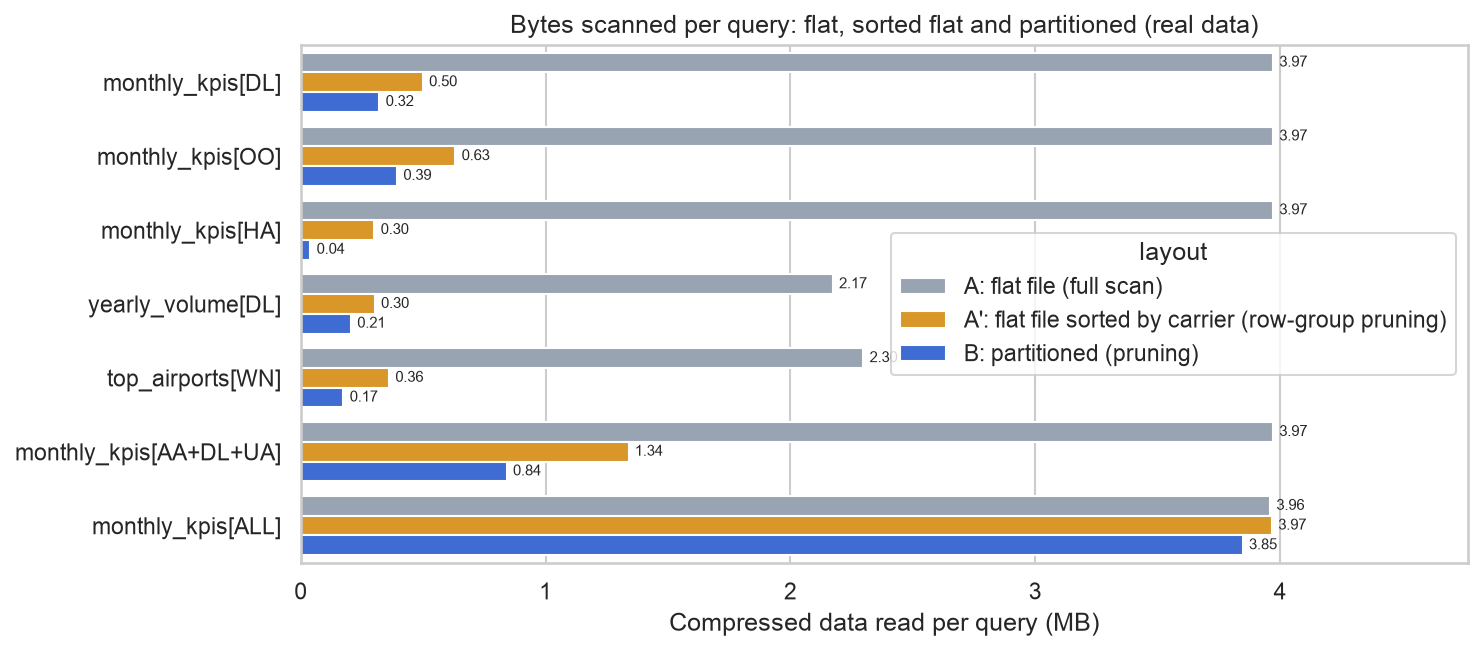 Bytes scanned per query: flat, sorted flat and partitioned (real data)
monthly_kpis[DL]
3.97
0.50
0.32
monthly_kpis[OO]
3.97
0.63
0.39
monthly_kpis[HA]
3.97
0.30
0.04
yearly_volume[DL]
2.17
0.30
0.21
top_airports[WN]
2.30
0.36
0.17
monthly_kpis[AA+DL+UA]
3.97
1.34
0.84
monthly_kpis[ALL]
3.96
3.97
3.85
layout
A: flat file (full scan)
A': flat file sorted by carrier (row-group pruning)
B: partitioned (pruning)
0 1 2 3 4
Compressed data read per query (MB)